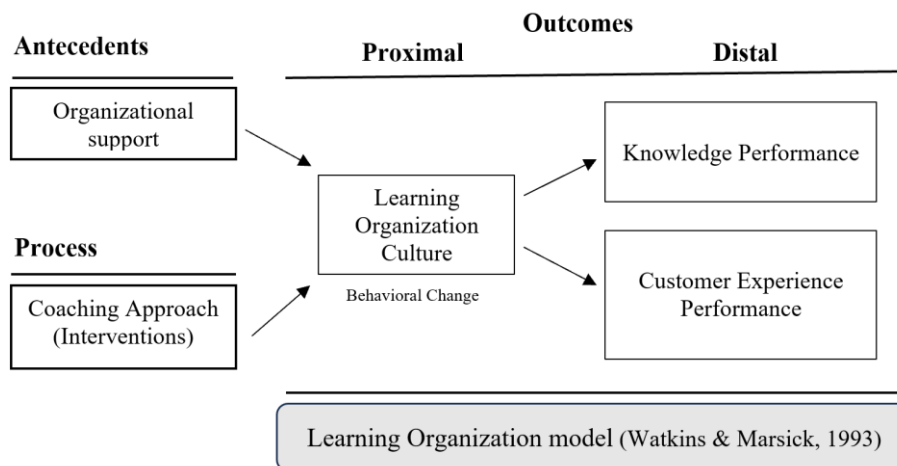 Outcomes
Antecedents
Proximal
Distal
Organizational
support
Knowledge Performance
Learning
Organization
Culture
Behavioral Change
Process
Coaching Approach
(Interventions)
Customer Experience
Performance
Learning Organization model (Watkins & Marsick, 1993)